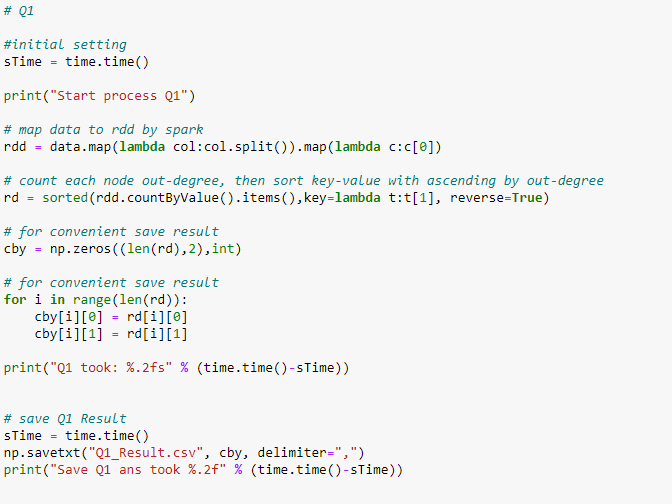 # Q1
#initial setting
sTime = time.time()
print("Start process Q1")
# map data to rdd by spark
rdd = data.map(lambda col:col.split()).map(lambda c:c[0])
# count each node out-degree, then sort key-value with ascending by out-degree
rd = sorted(rdd.countByValue().items(),key=lambda t:t[1], reverse=True)
# for convenient save result
cby = np.zeros((len(rd),2),int)
# for convenient save result
for i in range(len(rd)):
    cby[i][0] = rd[i][0]
    cby[i][1] = rd[i][1]
print("Q1 took: %.2fs" % (time.time()-sTime))
# save Q1 Result
sTime = time.time()
np.savetxt("Q1_Result.csv", cby, delimiter=",")
print("Save Q1 ans took %.2f" % (time.time()-sTime))